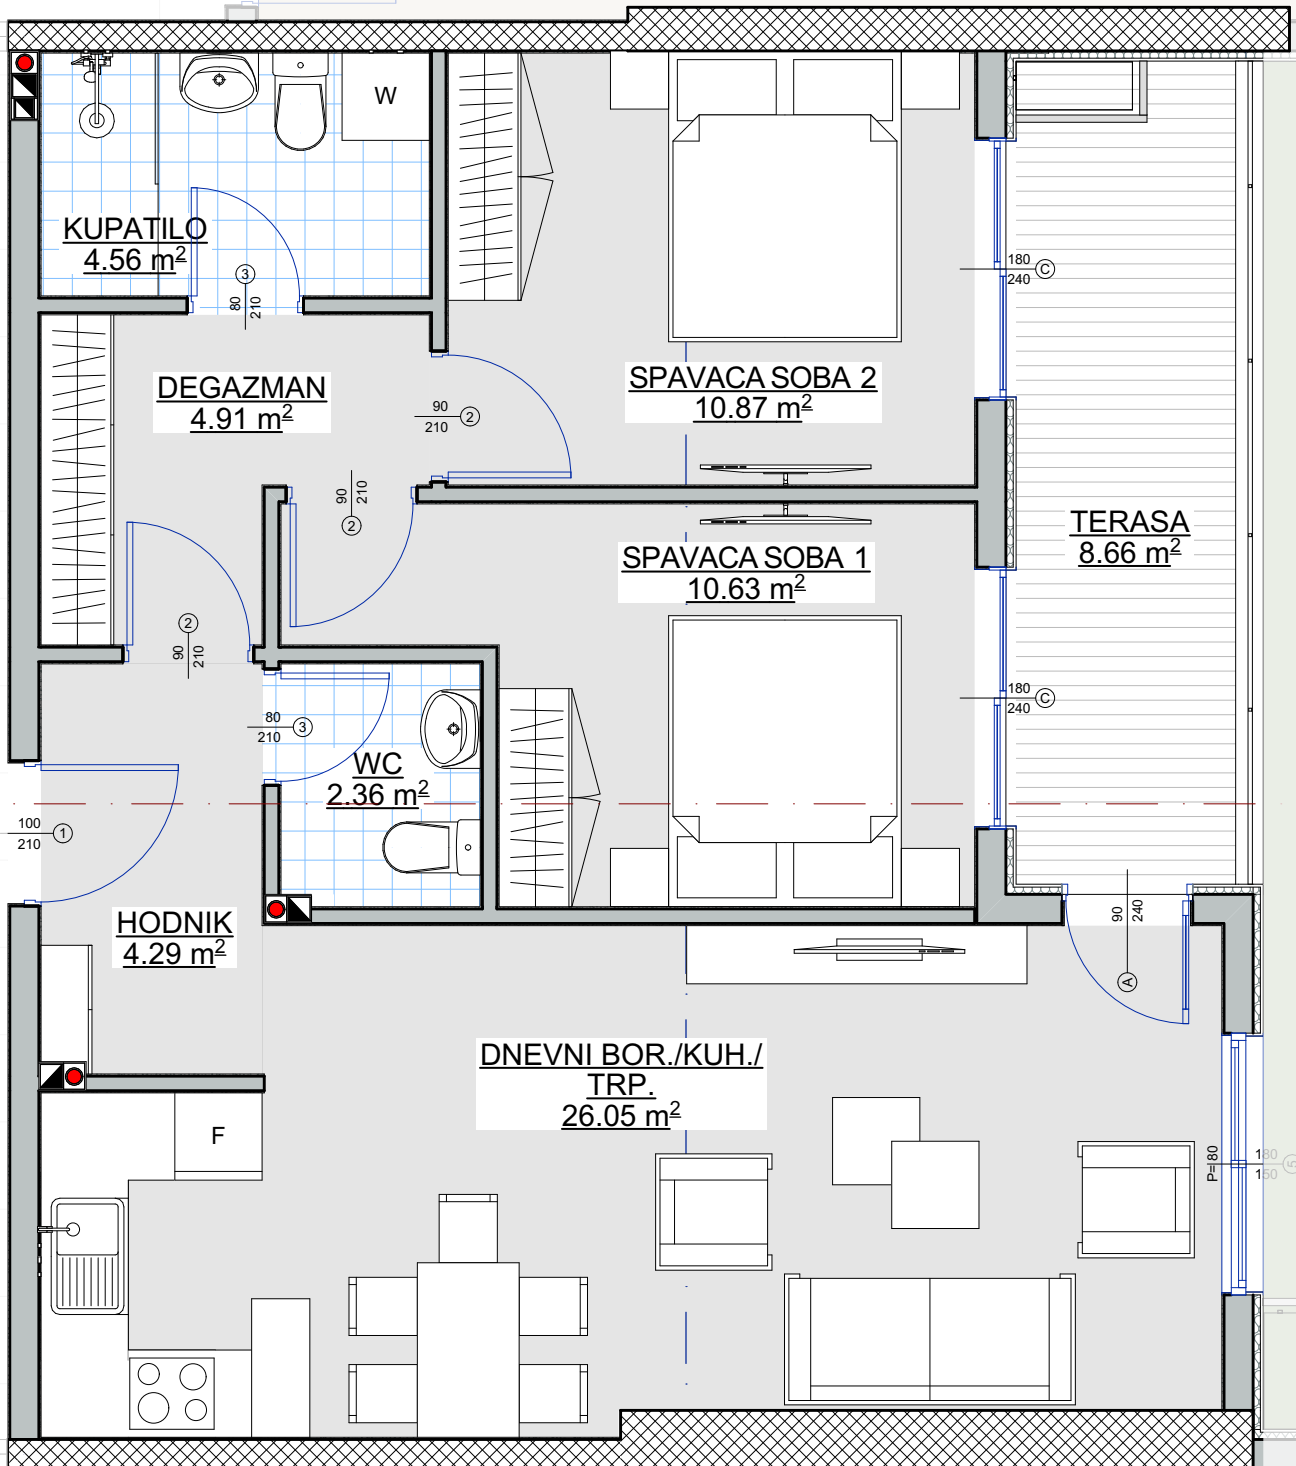 W
KUPATILO
4.56 m²
3
80
210
DEGAZMAN
4.91 m²
90
210
2
SPAVACA SOBA 2
10.87 m²
180
240
C
90
210
2
SPAVACA SOBA 1
10.63 m²
TERASA
8.66 m²
2
90
210
180
240
C
80
210
3
WC
2.36 m²
100
210
1
HODNIK
4.29 m²
90
240
A
DNEVNI BOR./KUH./
TRP.
26.05 m²
F
P=80
180
150
5